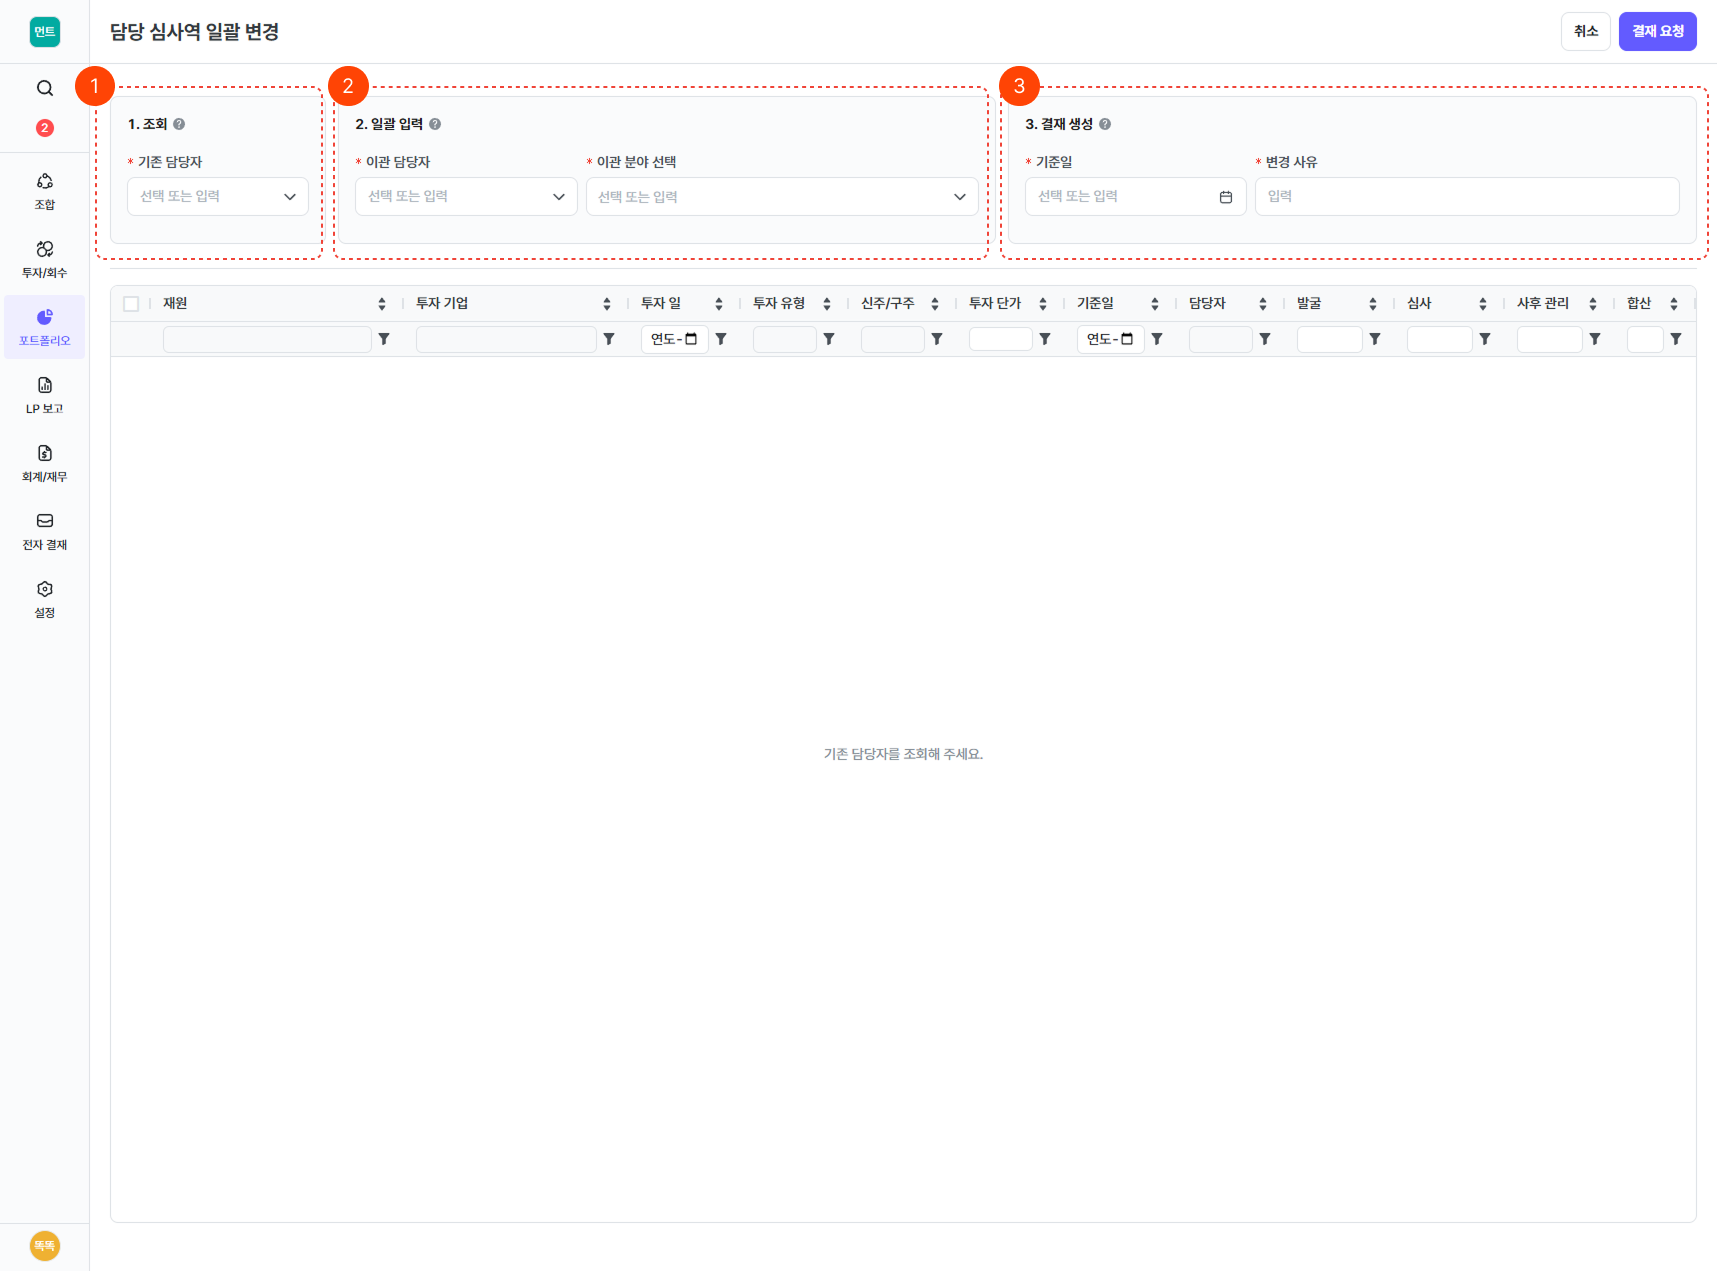 먼트
담당 심사역 일괄 변경
취소
결재 요청
2
조합
투자/회수
포트폴리오
LP 보고
회계/재무
전자 결재
설정
똑똑
1
1. 조회 ?
* 기존 담당자
선택 또는 입력
2
2. 일괄 입력 ?
* 이관 담당자
선택 또는 입력
* 이관 분야 선택
선택 또는 입력
3
3. 결재 생성 ?
* 기준일
선택 또는 입력
* 변경 사유
입력
재원 투자 기업 투자 일 투자 유형 신주/구주 투자 단가 기준일 담당자 발굴 심사 사후 관리 합산
연도- 연도-
기존 담당자를 조회해 주세요.